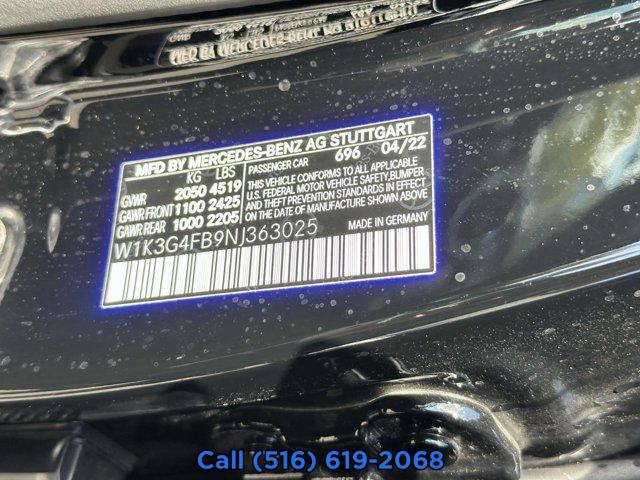 MFD BY MERCEDES-BENZ AG STUTTGART
KG LBS PASSENGER CAR 696 04/22
GVWR 2050 4519
GAWR FRONT 1100 2425
GAWR REAR 1000 2205
THIS VEHICLE CONFORMS TO ALL APPLICABLE
U.S. FEDERAL MOTOR VEHICLE SAFETY,BUMPER
AND THEFT PREVENTION STANDARDS IN EFFECT
ON THE DATE OF MANUFACTURE SHOWN ABOVE
MADE IN GERMANY
W1K3G4FB9NJ363025
Call (516) 619-2068